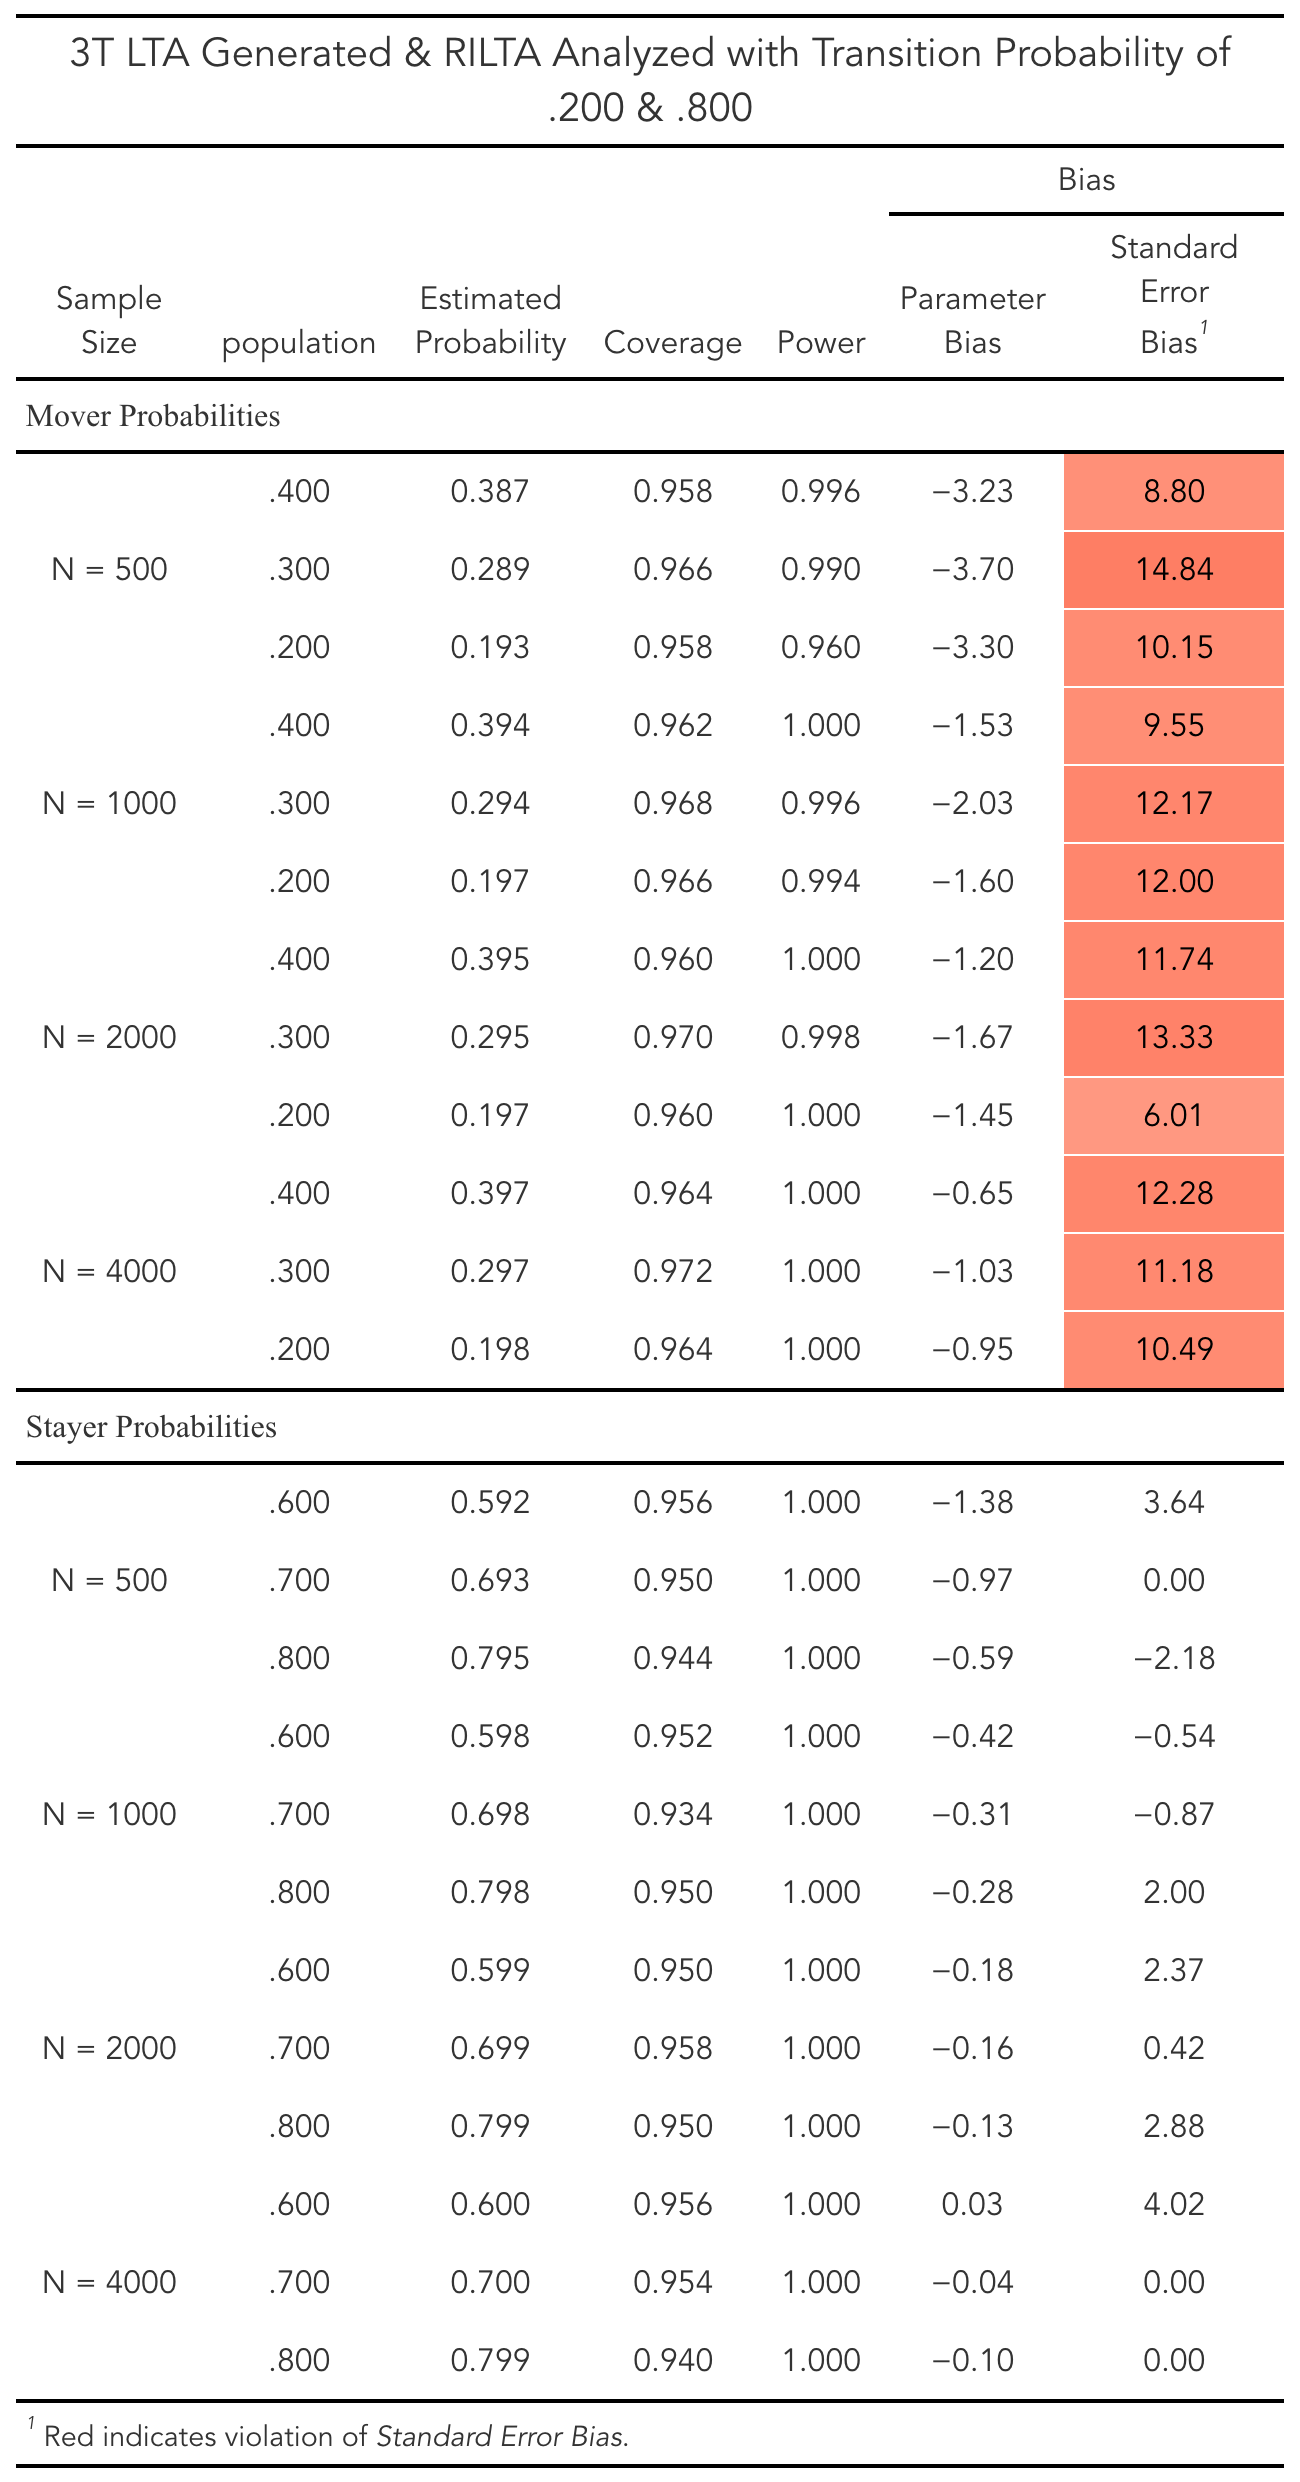 3T LTA Generated & RILTA Analyzed with Transition Probability of
.200 & .800
Bias
Sample Size population Estimated Probability Coverage Power Parameter Bias Standard Error Bias¹
Mover Probabilities
.400 0.387 0.958 0.996 −3.23 8.80
N = 500 .300 0.289 0.966 0.990 −3.70 14.84
.200 0.193 0.958 0.960 −3.30 10.15
.400 0.394 0.962 1.000 −1.53 9.55
N = 1000 .300 0.294 0.968 0.996 −2.03 12.17
.200 0.197 0.966 0.994 −1.60 12.00
.400 0.395 0.960 1.000 −1.20 11.74
N = 2000 .300 0.295 0.970 0.998 −1.67 13.33
.200 0.197 0.960 1.000 −1.45 6.01
.400 0.397 0.964 1.000 −0.65 12.28
N = 4000 .300 0.297 0.972 1.000 −1.03 11.18
.200 0.198 0.964 1.000 −0.95 10.49
Stayer Probabilities
.600 0.592 0.956 1.000 −1.38 3.64
N = 500 .700 0.693 0.950 1.000 −0.97 0.00
.800 0.795 0.944 1.000 −0.59 −2.18
.600 0.598 0.952 1.000 −0.42 −0.54
N = 1000 .700 0.698 0.934 1.000 −0.31 −0.87
.800 0.798 0.950 1.000 −0.28 2.00
.600 0.599 0.950 1.000 −0.18 2.37
N = 2000 .700 0.699 0.958 1.000 −0.16 0.42
.800 0.799 0.950 1.000 −0.13 2.88
.600 0.600 0.956 1.000 0.03 4.02
N = 4000 .700 0.700 0.954 1.000 −0.04 0.00
.800 0.799 0.940 1.000 −0.10 0.00
¹ Red indicates violation of Standard Error Bias.